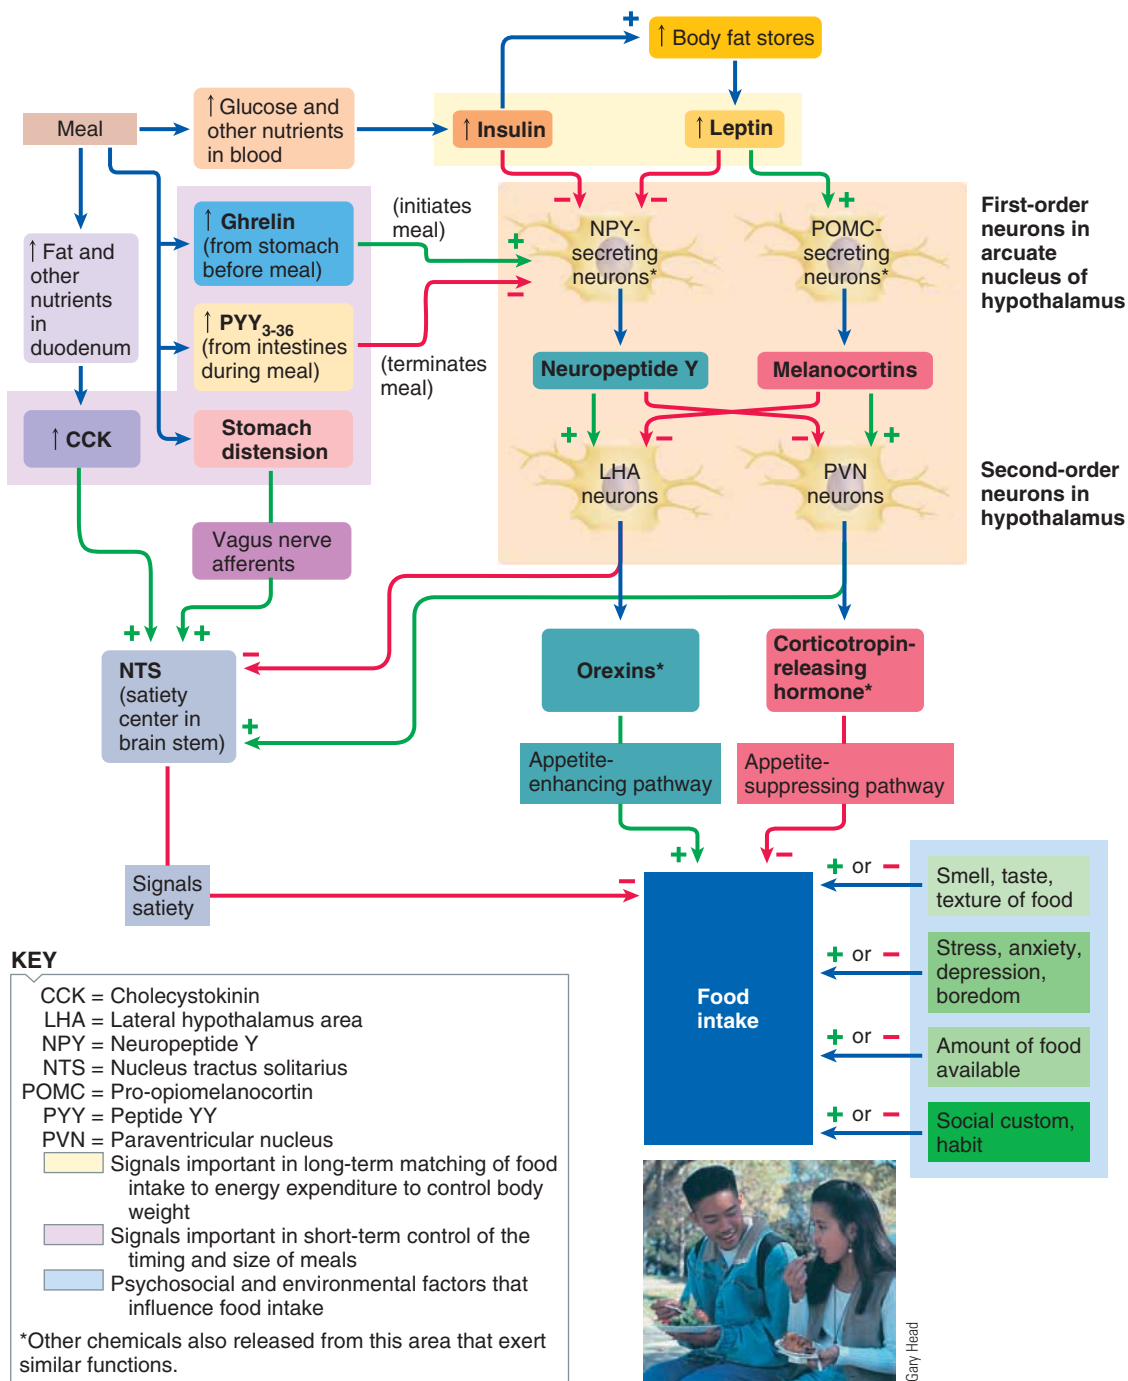 ↑ Body fat stores
Meal
↑ Glucose and
other nutrients
in blood
↑ Insulin
↑ Leptin
↑ Fat and
other
nutrients
in
duodenum
↑ Ghrelin
(from stomach
before meal)
(initiates
meal)
↑ PYY3-36
(from intestines
during meal)
(terminates
meal)
NPY-
secreting
neurons*
POMC-
secreting
neurons*
First-order
neurons in
arcuate
nucleus of
hypothalamus
Neuropeptide Y
Melanocortins
↑ CCK
Stomach
distension
LHA
neurons
PVN
neurons
Second-order
neurons in
hypothalamus
Vagus nerve
afferents
NTS
(satiety
center in
brain stem)
Orexins*
Corticotropin-
releasing
hormone*
Appetite-
enhancing pathway
Appetite-
suppressing pathway
Signals
satiety
Food
intake
+ or −
Smell, taste,
texture of food
+ or −
Stress, anxiety,
depression,
boredom
+ or −
Amount of food
available
+ or −
Social custom,
habit
KEY
CCK = Cholecystokinin
LHA = Lateral hypothalamus area
NPY = Neuropeptide Y
NTS = Nucleus tractus solitarius
POMC = Pro-opiomelanocortin
PYY = Peptide YY
PVN = Paraventricular nucleus
Signals important in long-term matching of food
intake to energy expenditure to control body
weight
Signals important in short-term control of the
timing and size of meals
Psychosocial and environmental factors that
influence food intake
*Other chemicals also released from this area that exert
similar functions.
Gary Head